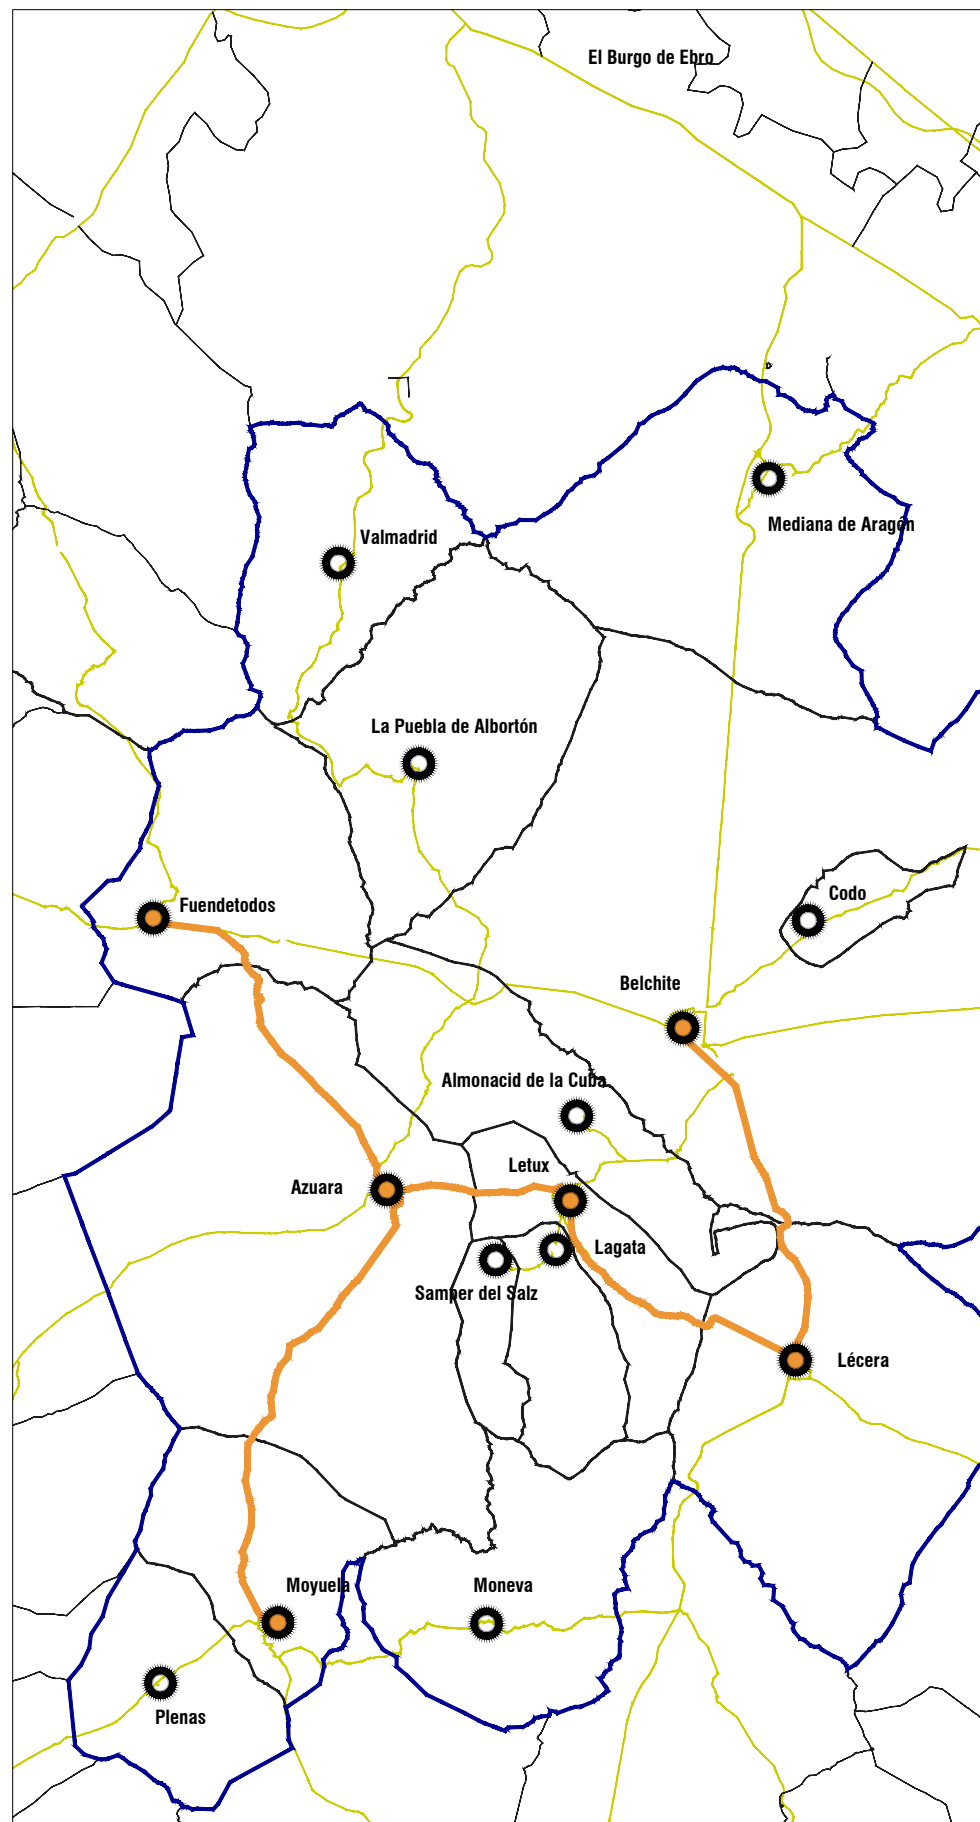 El Burgo de Ebro
Mediana de Aragón
Valmadrid
La Puebla de Albortón
Codo
Fuendetodos
Belchite
Almonacid de la Cuba
Letux
Azuara
Lagata
Samper del Salz
Lécera
Moyuela
Moneva
Plenas